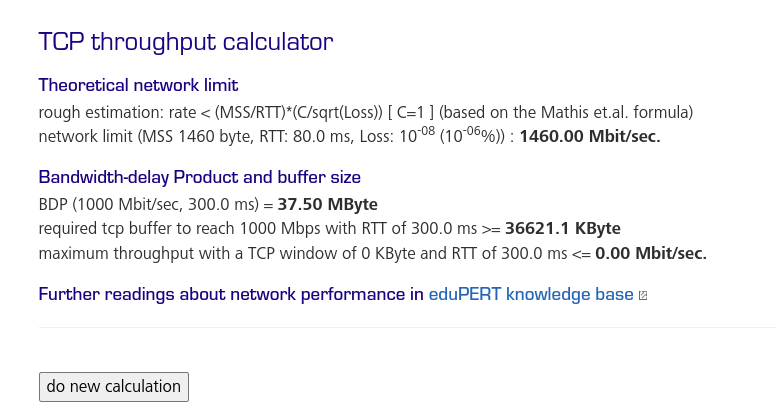 TCP throughput calculator
Theoretical network limit
rough estimation: rate < (MSS/RTT)*(C/sqrt(Loss)) [ C=1 ] (based on the Mathis et.al. formula)
network limit (MSS 1460 byte, RTT: 80.0 ms, Loss: 10⁻⁰⁸ (10⁻⁰⁶%)) : 1460.00 Mbit/sec.
Bandwidth-delay Product and buffer size
BDP (1000 Mbit/sec, 300.0 ms) = 37.50 MByte
required tcp buffer to reach 1000 Mbps with RTT of 300.0 ms >= 36621.1 KByte
maximum throughput with a TCP window of 0 KByte and RTT of 300.0 ms <= 0.00 Mbit/sec.
Further readings about network performance in eduPERT knowledge base
do new calculation